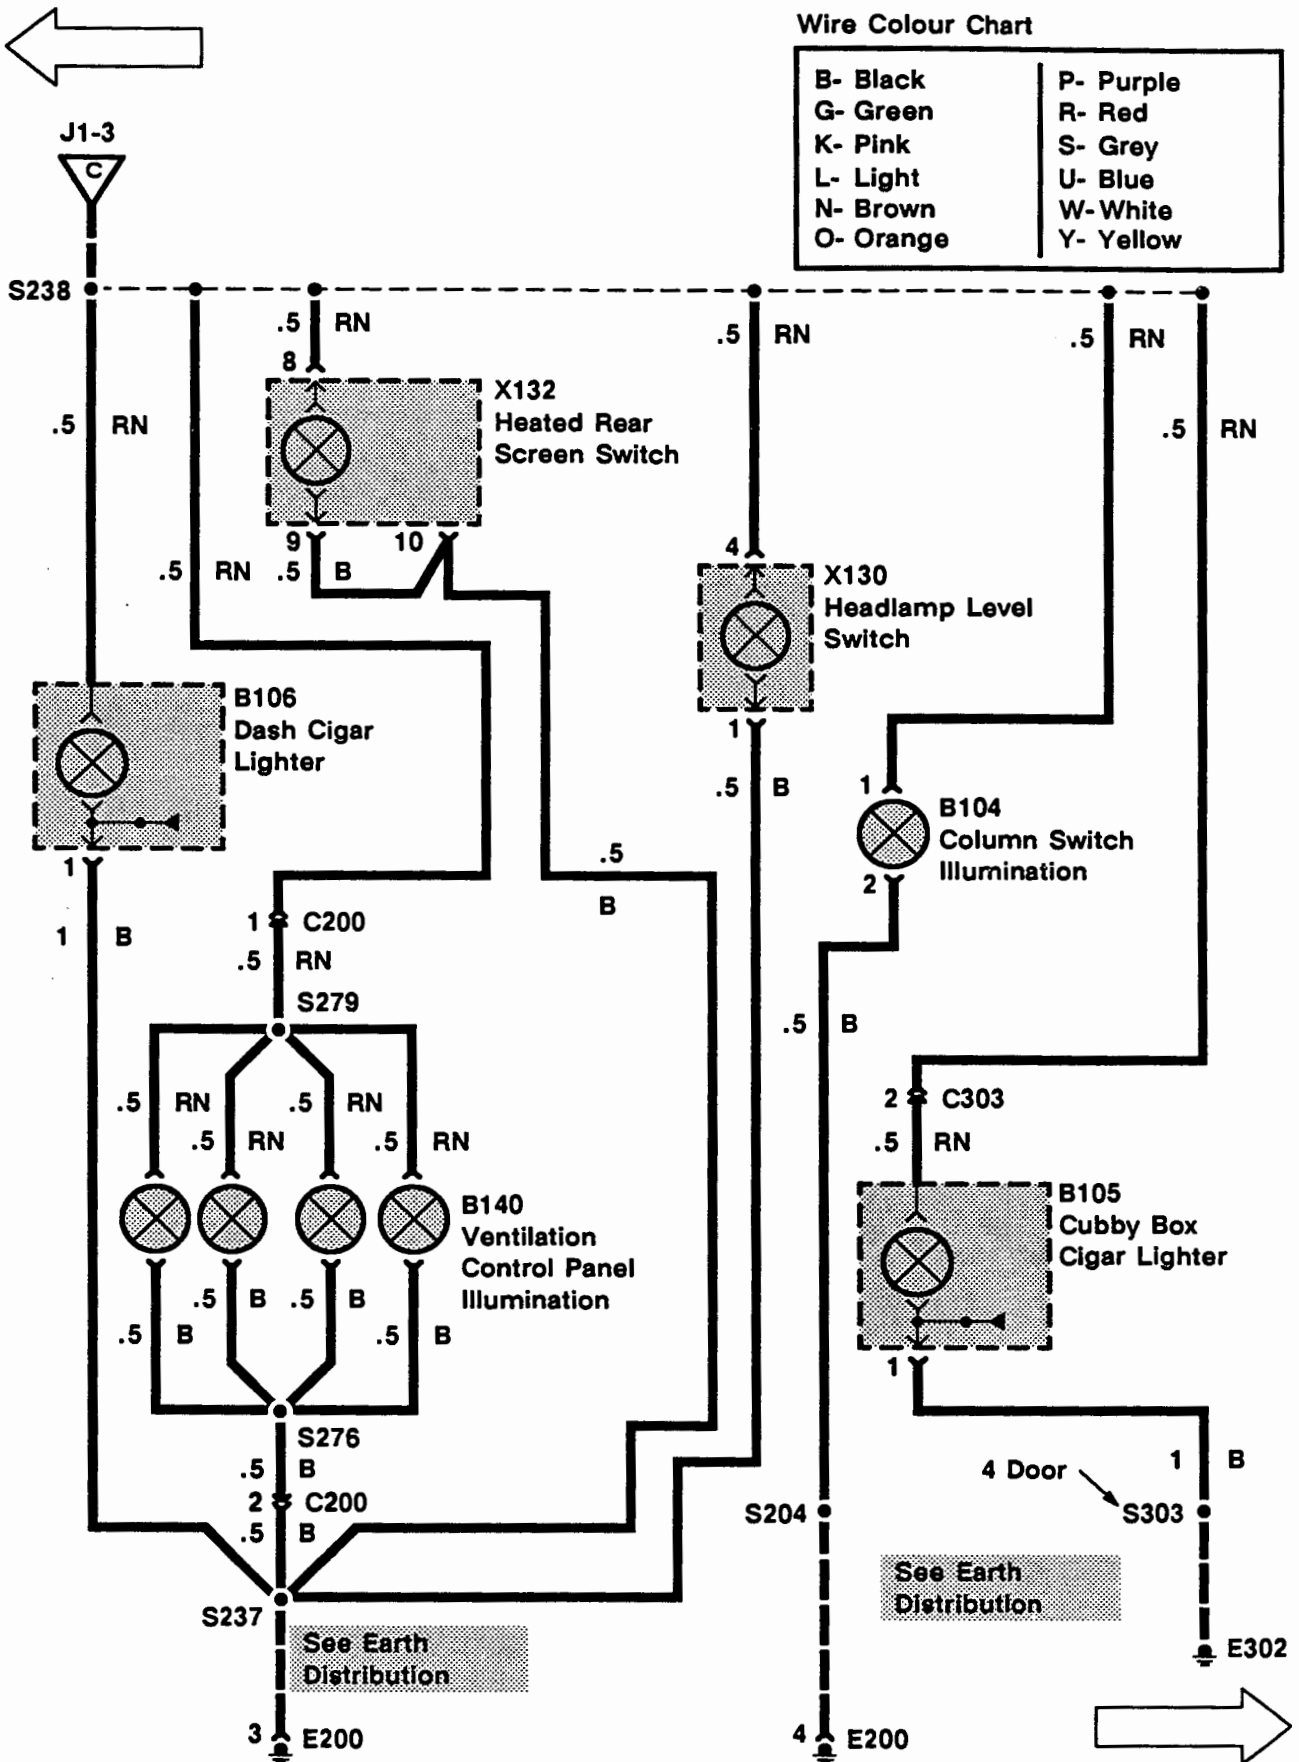 Wire Colour Chart
B- Black
G- Green
K- Pink
L- Light
N- Brown
O- Orange
P- Purple
R- Red
S- Grey
U- Blue
W- White
Y- Yellow
J1-3
C
S238
.5 RN
8
X132
Heated Rear
Screen Switch
.5 RN
.5 RN
.5 RN
.5 RN
9 10
.5 RN
.5 B
4
X130
Headlamp Level
Switch
B106
Dash Cigar
Lighter
1
.5 B
1
B104
Column Switch
Illumination
2
1
.5
B
1 B
1 C200
.5 RN
S279
.5 B
.5 RN
.5 RN
.5 RN
.5 RN
2 C303
.5 RN
B140
Ventilation
Control Panel
Illumination
B105
Cubby Box
Cigar Lighter
.5 B
.5 B
.5 B
.5 B
1
S276
.5 B
2 C200
.5 B
1 B
4 Door
S204
S303
See Earth
Distribution
S237
See Earth
Distribution
E302
3 E200
4 E200